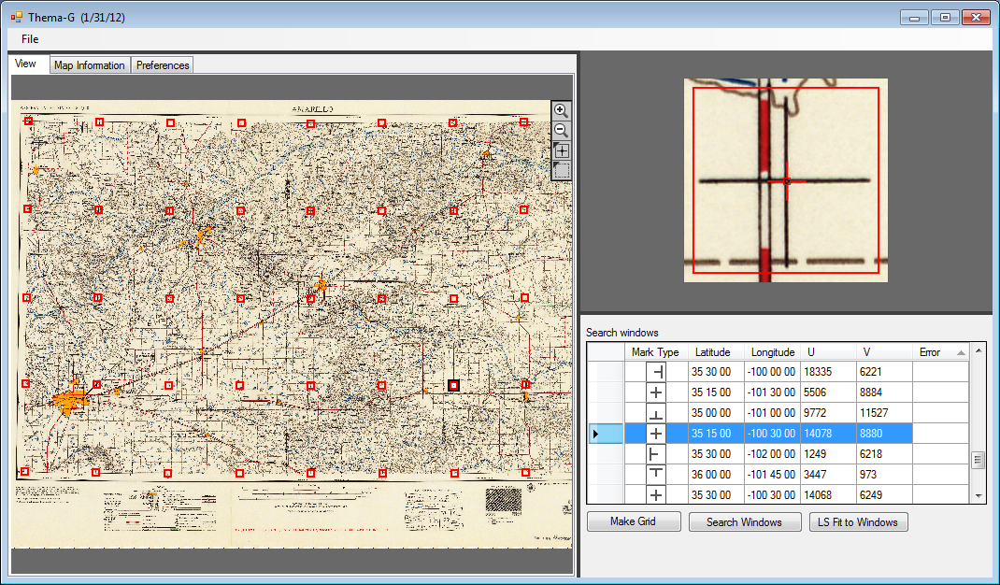 Thema-G (1/31/12)
File
View Map Information Preferences
AMARILLO
Search windows
Mark Type Latitude Longitude U V Error
35 30 00 -100 00 00 18335 6221
35 15 00 -101 30 00 5506 8884
35 00 00 -101 00 00 9772 11527
35 15 00 -100 30 00 14078 8880
35 30 00 -102 00 00 1249 6218
36 00 00 -101 45 00 3447 973
35 30 00 -100 30 00 14068 6249
Make Grid Search Windows LS Fit to Windows